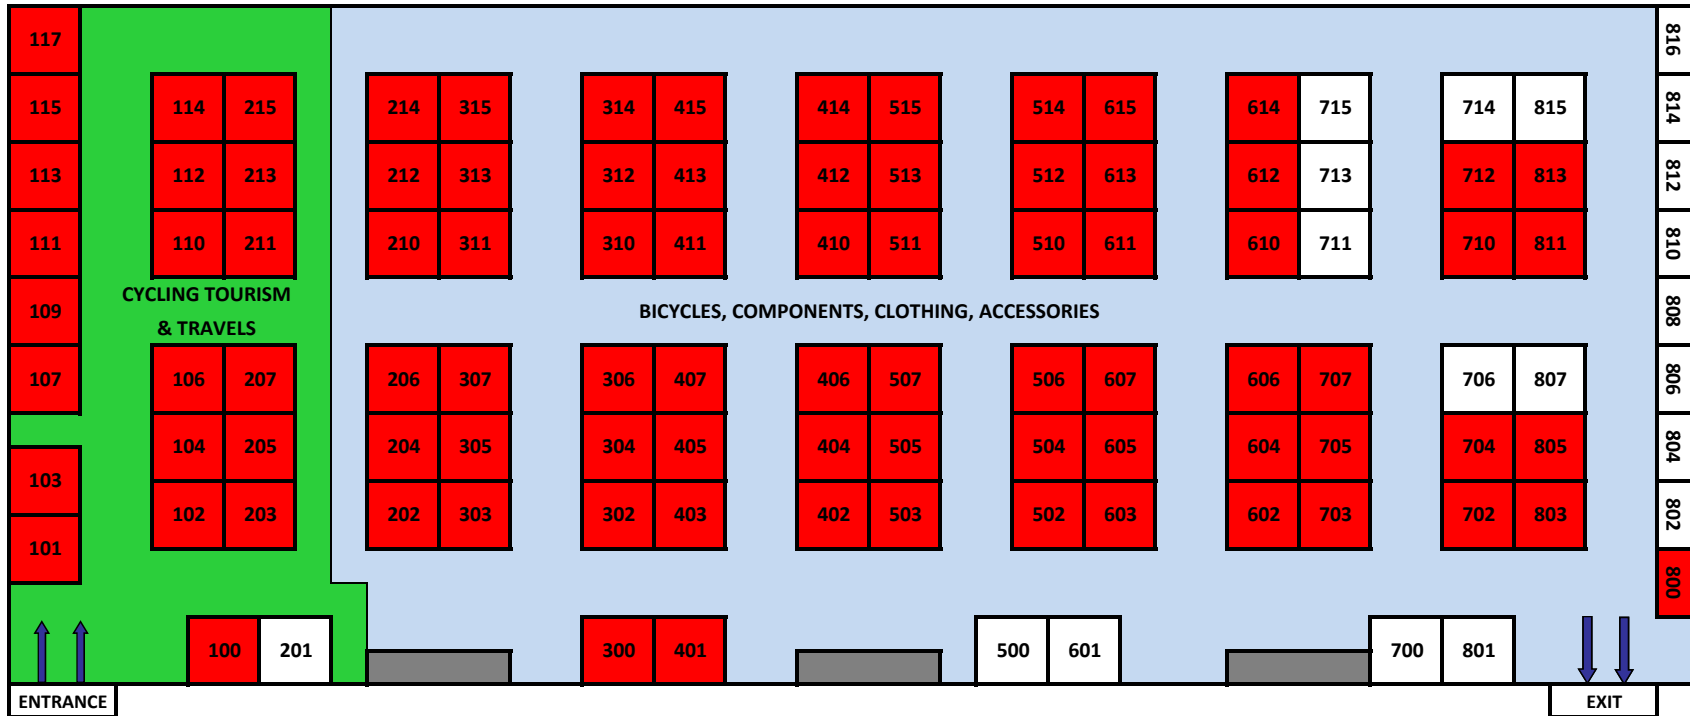 117 816
115 114 215 214 315 314 415 414 515 514 615 614 715 714 815 814
113 112 213 212 313 312 413 412 513 512 613 612 713 712 813 812
111 110 211 210 311 310 411 410 511 510 611 610 711 710 811 810
CYCLING TOURISM
109 BICYCLES, COMPONENTS, CLOTHING, ACCESSORIES 808
& TRAVELS
107 106 207 206 307 306 407 406 507 506 607 606 707 706 807 806
104 205 204 305 304 405 404 505 504 605 604 705 704 805 804
103
102 203 202 303 302 403 402 503 502 603 602 703 702 803 802
101
800
100 201 300 401 500 601 700 801
ENTRANCE EXIT